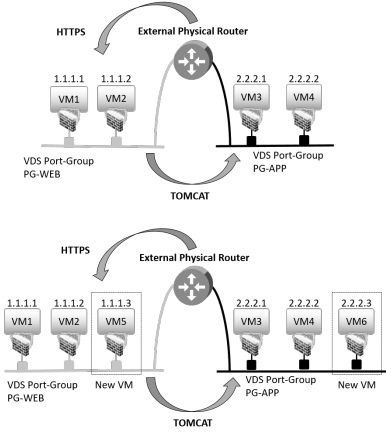 HTTPS
External Physical Router
1.1.1.1 1.1.1.2 2.2.2.1 2.2.2.2
VM1 VM2 VM3 VM4
VDS Port-Group
PG-WEB
VDS Port-Group
PG-APP
TOMCAT
HTTPS
External Physical Router
1.1.1.1 1.1.1.2 1.1.1.3 2.2.2.1 2.2.2.2 2.2.2.3
VM1 VM2 VM5 VM3 VM4 VM6
VDS Port-Group
PG-WEB
New VM
VDS Port-Group
PG-APP
New VM
TOMCAT